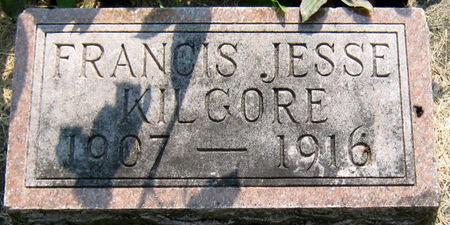 FRANCIS JESSE
KILGORE
1907 — 1916